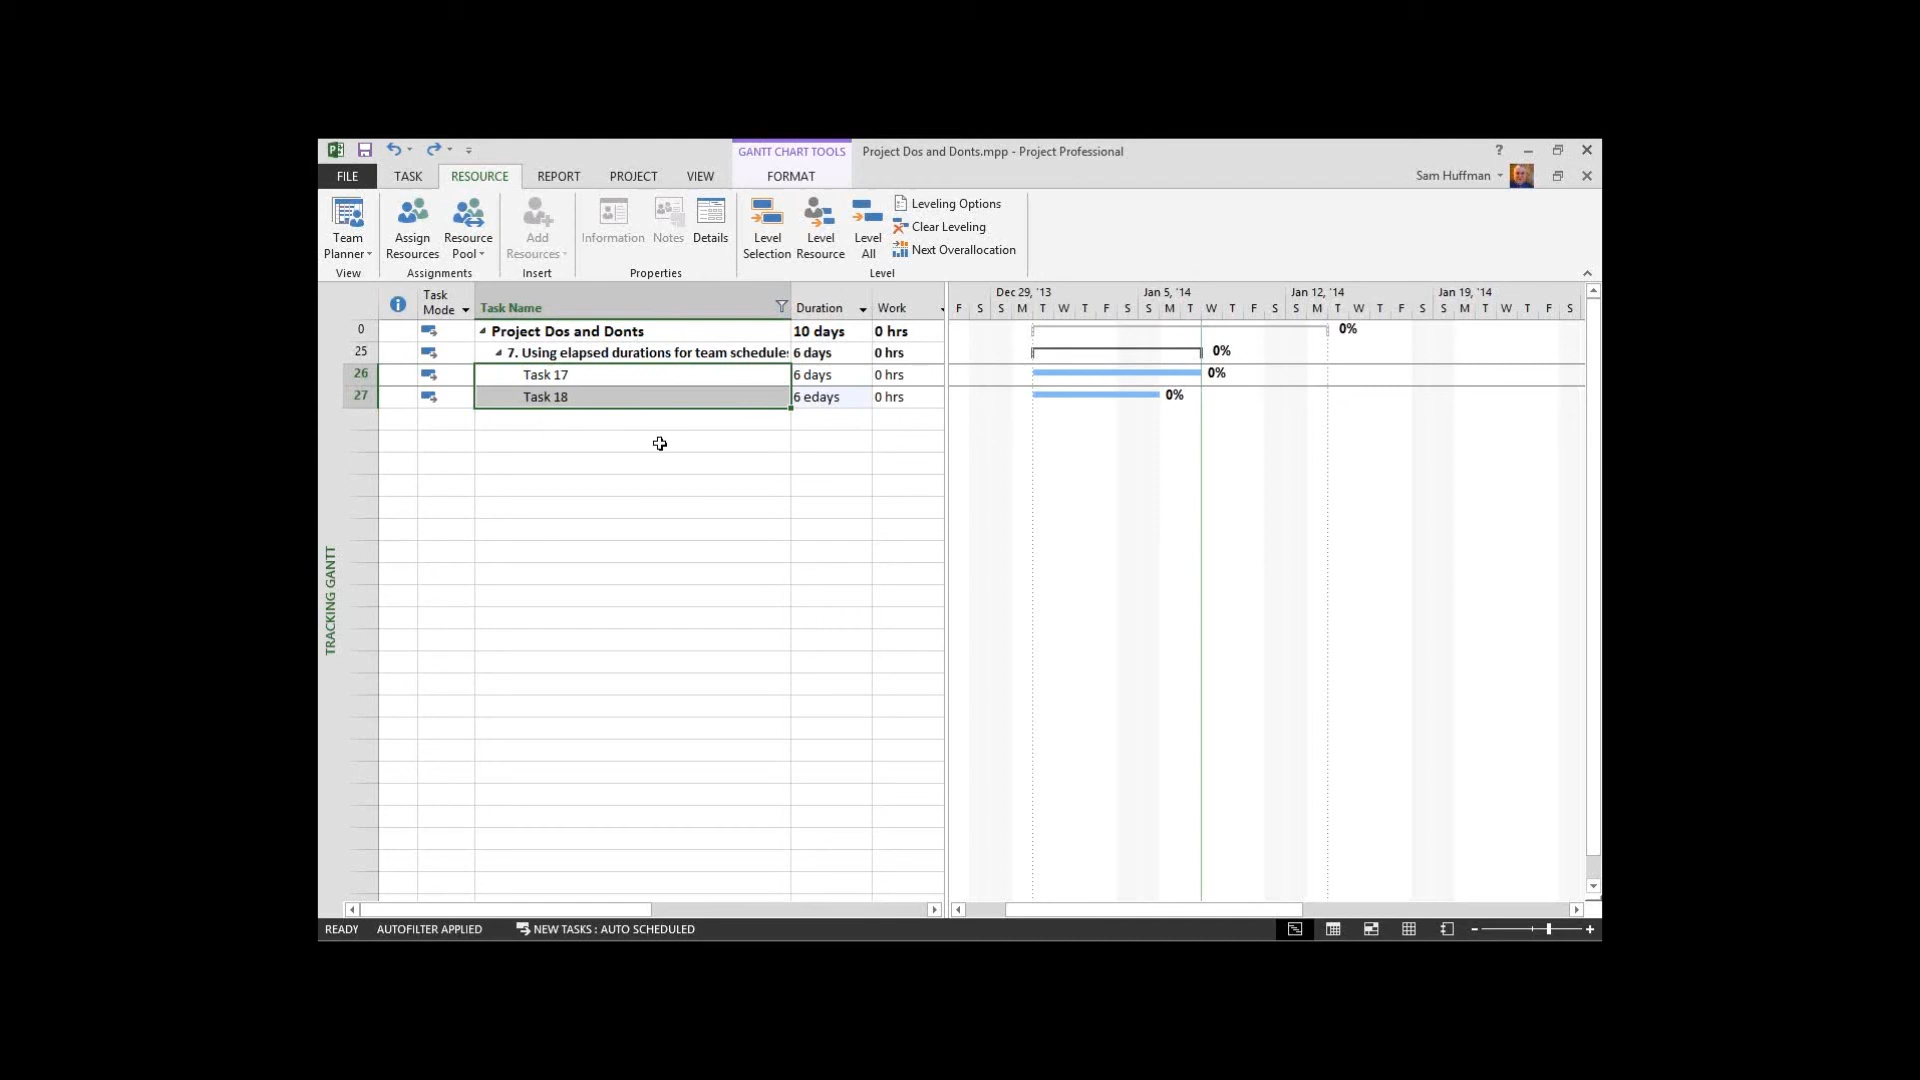 GANTT CHART TOOLS
Project Dos and Donts.mpp - Project Professional
?
FILE TASK RESOURCE REPORT PROJECT VIEW FORMAT
Sam Huffman
Team Planner
Assign Resources
Resource Pool
Add Resources
Information
Notes
Details
Level Selection
Level Resource
Level All
Leveling Options
Clear Leveling
Next Overallocation
View Assignments Insert Properties Level
Task Mode
Task Name
Duration
Work
Dec 29, '13 Jan 5, '14 Jan 12, '14 Jan 19, '14
F S S M T W T F S S M T W T F S S M T W T F S S M T W T F S
0 Project Dos and Donts 10 days 0 hrs 0%
25 7. Using elapsed durations for team schedules 6 days 0 hrs 0%
26 Task 17 6 days 0 hrs 0%
27 Task 18 6 edays 0 hrs 0%
TRACKING GANTT
READY AUTOFILTER APPLIED NEW TASKS : AUTO SCHEDULED